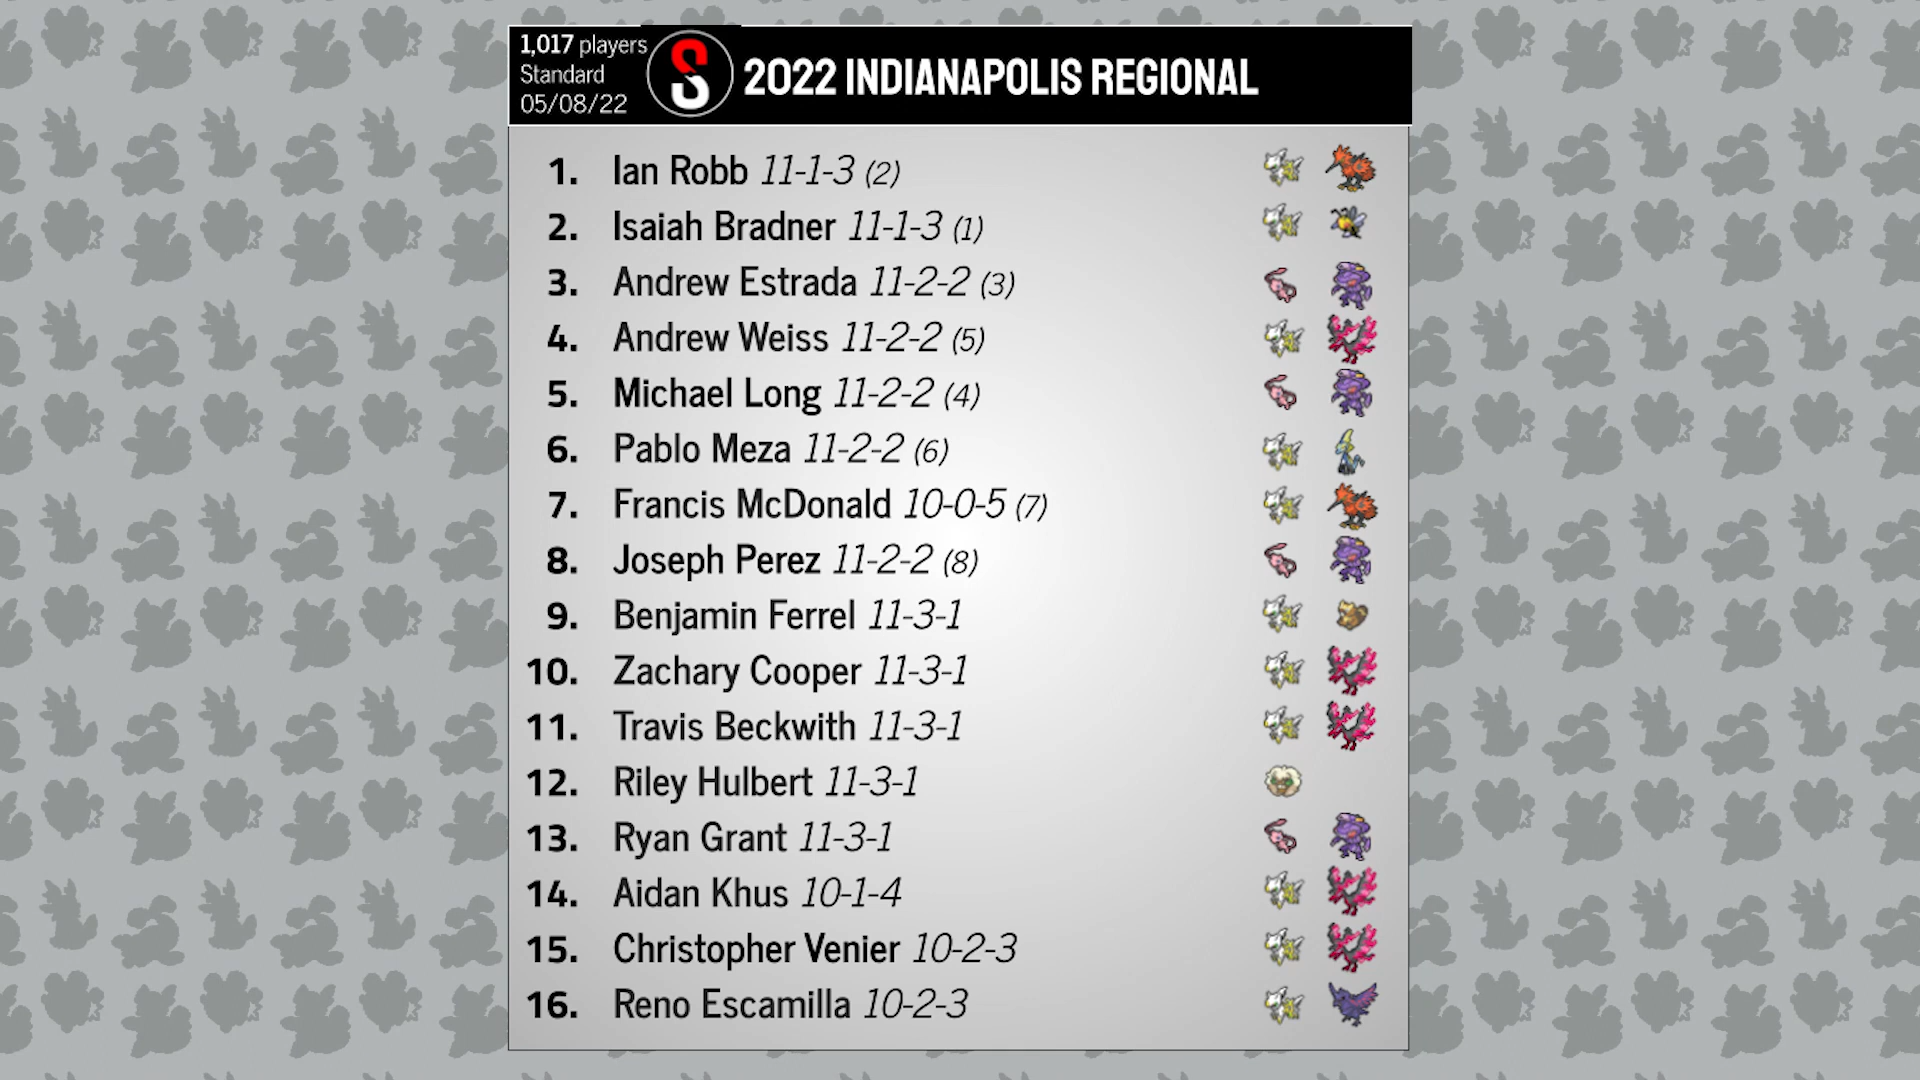 1,017 players
Standard
05/08/22
2022 INDIANAPOLIS REGIONAL
1. Ian Robb 11-1-3 (2)
2. Isaiah Bradner 11-1-3 (1)
3. Andrew Estrada 11-2-2 (3)
4. Andrew Weiss 11-2-2 (5)
5. Michael Long 11-2-2 (4)
6. Pablo Meza 11-2-2 (6)
7. Francis McDonald 10-0-5 (7)
8. Joseph Perez 11-2-2 (8)
9. Benjamin Ferrel 11-3-1
10. Zachary Cooper 11-3-1
11. Travis Beckwith 11-3-1
12. Riley Hulbert 11-3-1
13. Ryan Grant 11-3-1
14. Aidan Khus 10-1-4
15. Christopher Venier 10-2-3
16. Reno Escamilla 10-2-3